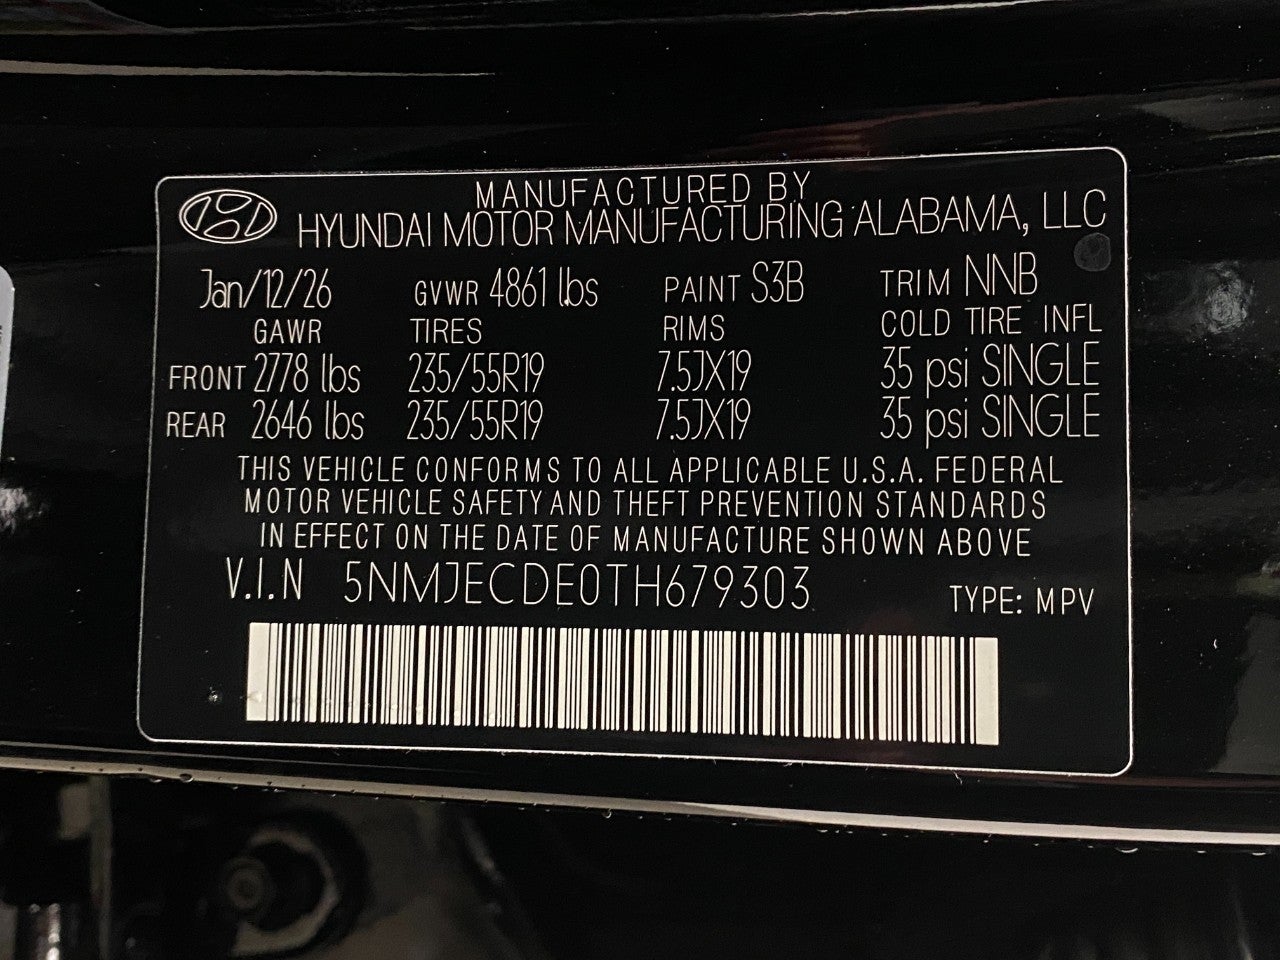 MANUFACTURED BY
HYUNDAI MOTOR MANUFACTURING ALABAMA, LLC
Jan/12/26 GVWR 4861 lbs PAINT S3B TRIM NNB
GAWR TIRES RIMS COLD TIRE INFL
FRONT 2778 lbs 235/55R19 7.5JX19 35 psi SINGLE
REAR 2646 lbs 235/55R19 7.5JX19 35 psi SINGLE
THIS VEHICLE CONFORMS TO ALL APPLICABLE U.S.A. FEDERAL
MOTOR VEHICLE SAFETY AND THEFT PREVENTION STANDARDS
IN EFFECT ON THE DATE OF MANUFACTURE SHOWN ABOVE
V.I.N 5NMJECDE0TH679303 TYPE: MPV